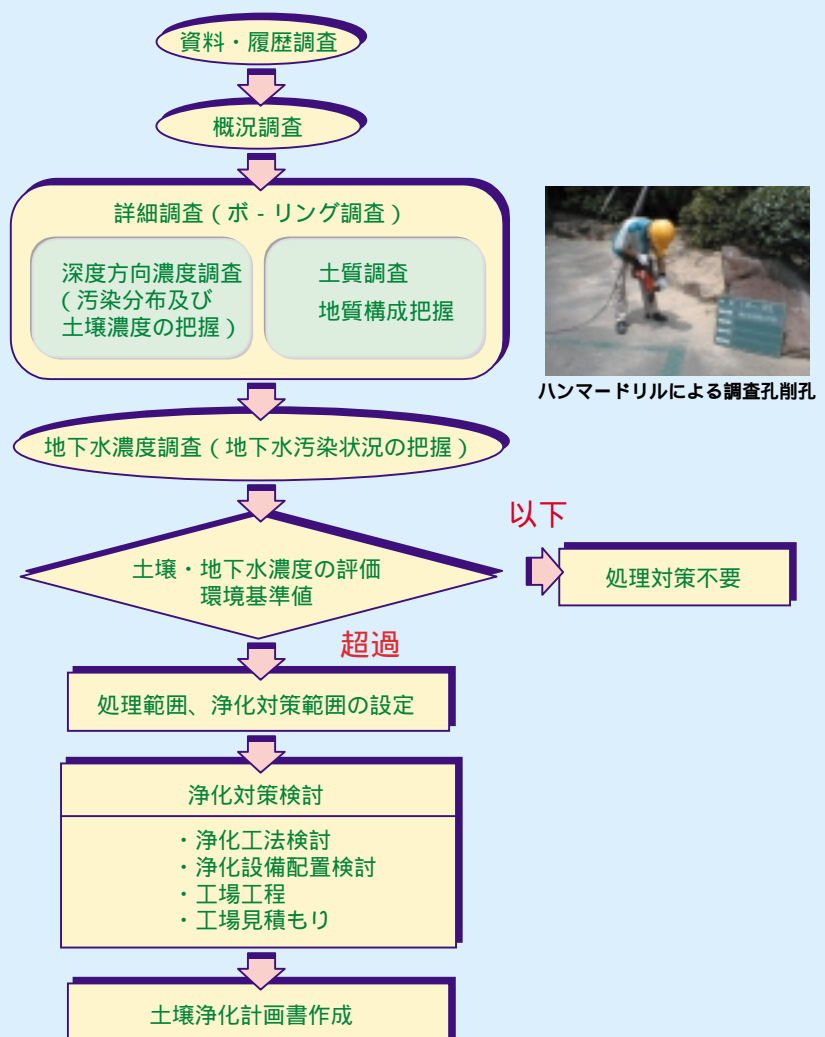 資料・履歴調査
概況調査
詳細調査(ボ-リング調査)
深度方向濃度調査
(汚染分布及び
土壌濃度の把握)
土質調査
地質構成把握
ハンマードリルによる調査孔削孔
地下水濃度調査(地下水汚染状況の把握)
土壌・地下水濃度の評価
環境基準値
以下
処理対策不要
超過
処理範囲、浄化対策範囲の設定
浄化対策検討
・浄化工法検討
・浄化設備配置検討
・工場工程
・工場見積もり
土壌浄化計画書作成